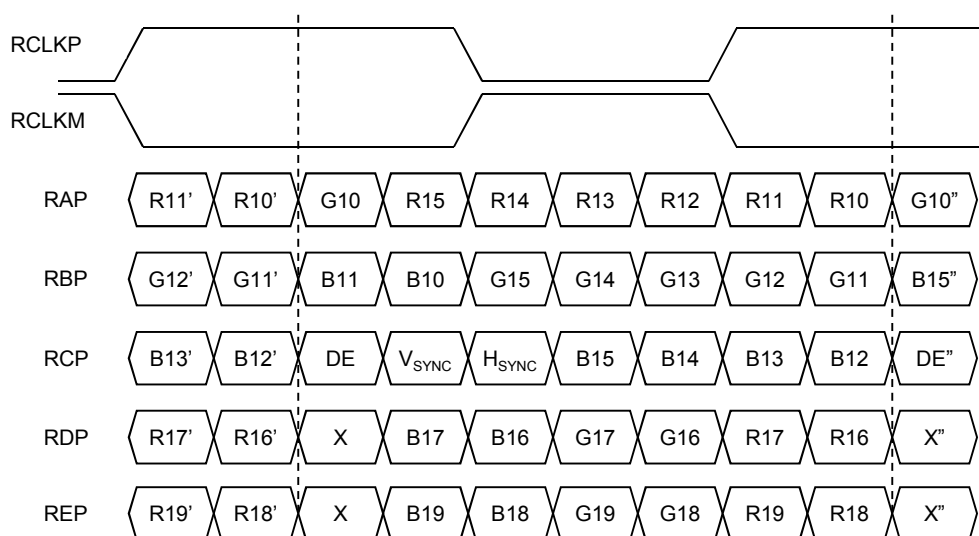 RCLKP
RCLKM
RAP R11’ R10’ G10 R15 R14 R13 R12 R11 R10 G10”
RBP G12’ G11’ B11 B10 G15 G14 G13 G12 G11 B15”
RCP B13’ B12’ DE VSYNC HSYNC B15 B14 B13 B12 DE”
RDP R17’ R16’ X B17 B16 G17 G16 R17 R16 X”
REP R19’ R18’ X B19 B18 G19 G18 R19 R18 X”